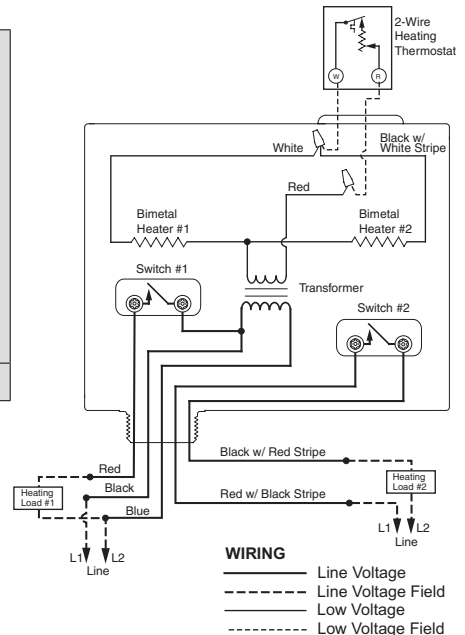 2-Wire
Heating
Thermostat
W
R
White
Black w/
White Stripe
Red
Bimetal
Heater #1
Bimetal
Heater #2
Switch #1
Transformer
Switch #2
Red
Black w/ Red Stripe
Heating
Load #1
Black
Heating
Load #2
Blue
Red w/ Black Stripe
L1
L2
Line
L1
L2
Line
WIRING
Line Voltage
Line Voltage Field
Low Voltage
Low Voltage Field